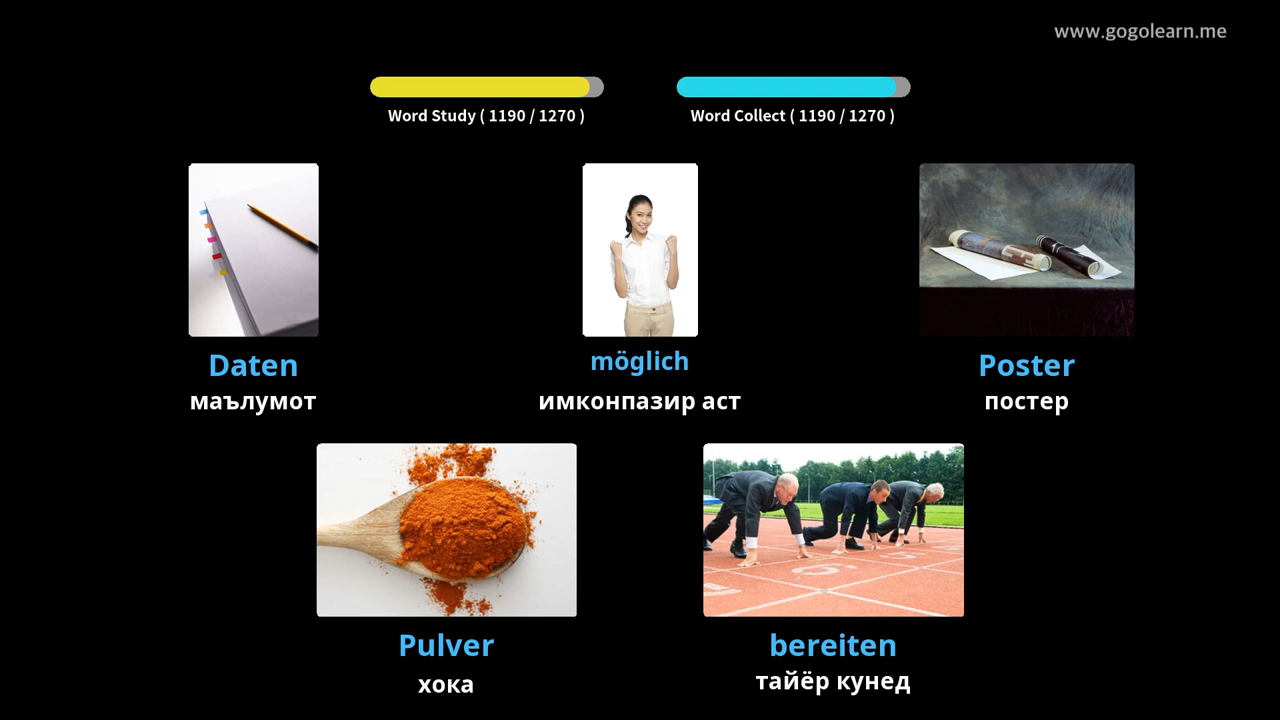 www.gogolearn.me
Word Study ( 1190 / 1270 )
Word Collect ( 1190 / 1270 )
Daten
маълумот
möglich
имконпазир аст
Poster
постер
Pulver
хока
bereiten
тайёр кунед